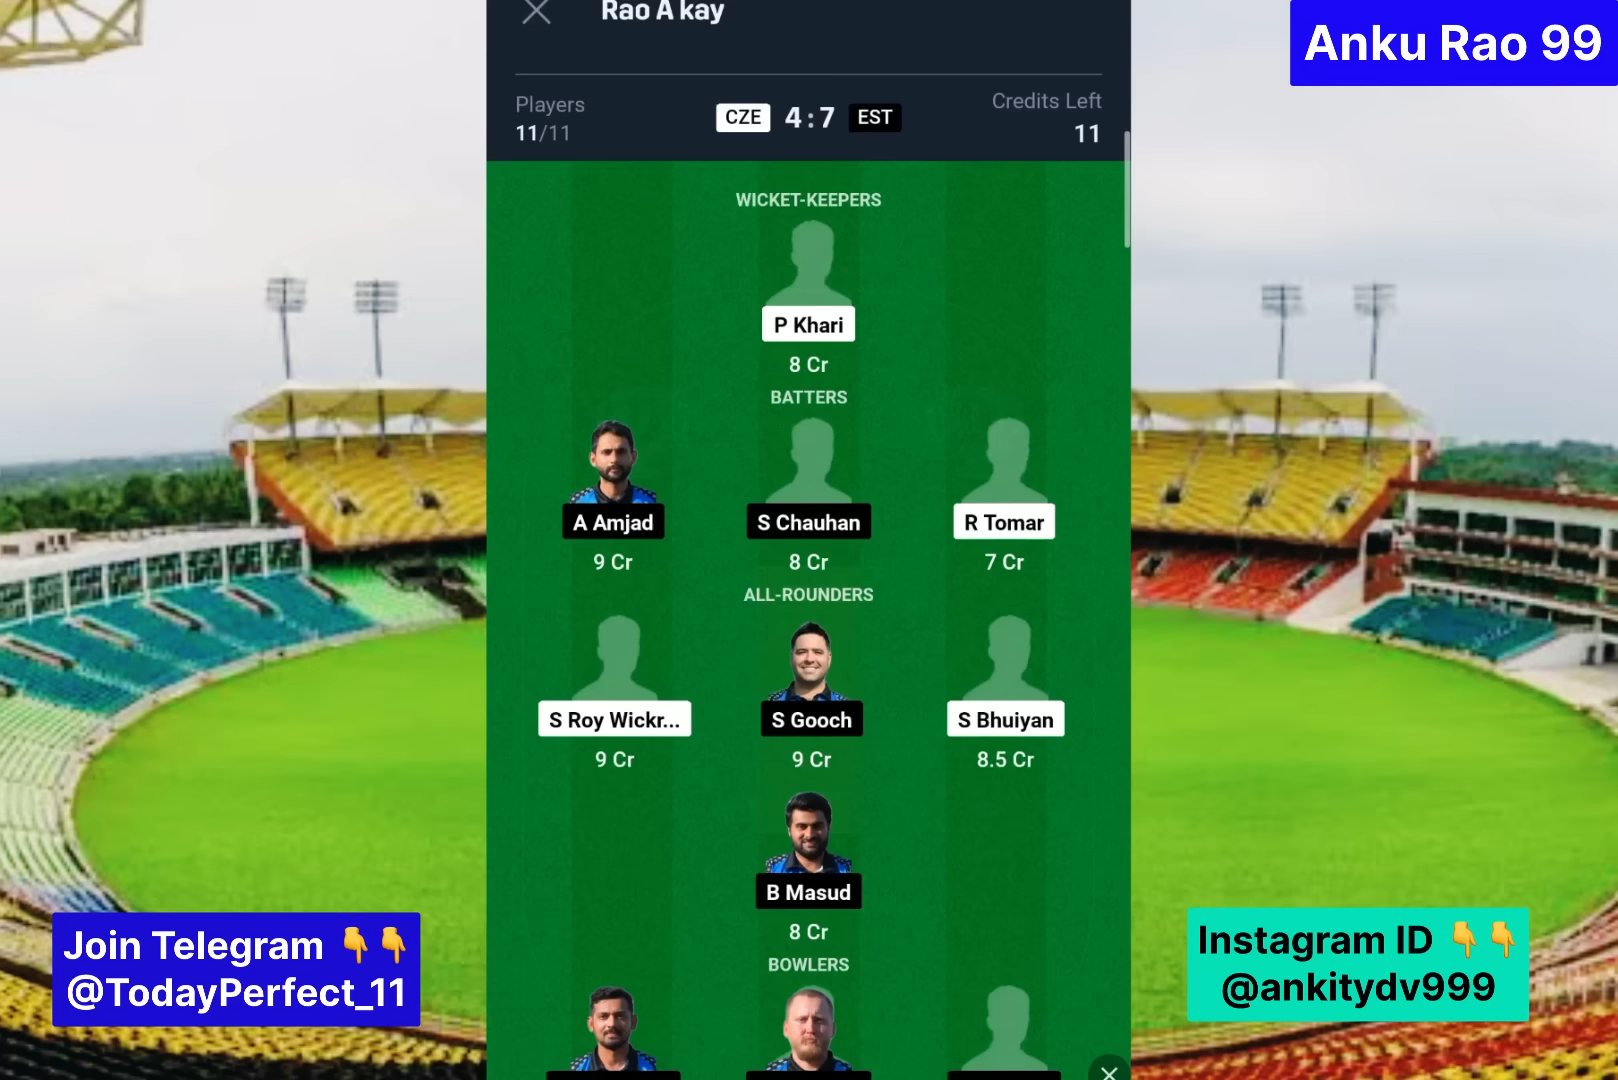 Rao A kay
Anku Rao 99
Players
11/11
CZE 4 : 7 EST
Credits Left
11
WICKET-KEEPERS
P Khari
8 Cr
BATTERS
A Amjad
S Chauhan
R Tomar
9 Cr
8 Cr
7 Cr
ALL-ROUNDERS
S Roy Wickr...
S Gooch
S Bhuiyan
9 Cr
9 Cr
8.5 Cr
B Masud
8 Cr
BOWLERS
Join Telegram 👇👇
@TodayPerfect_11
Instagram ID 👇👇
@ankitydv999